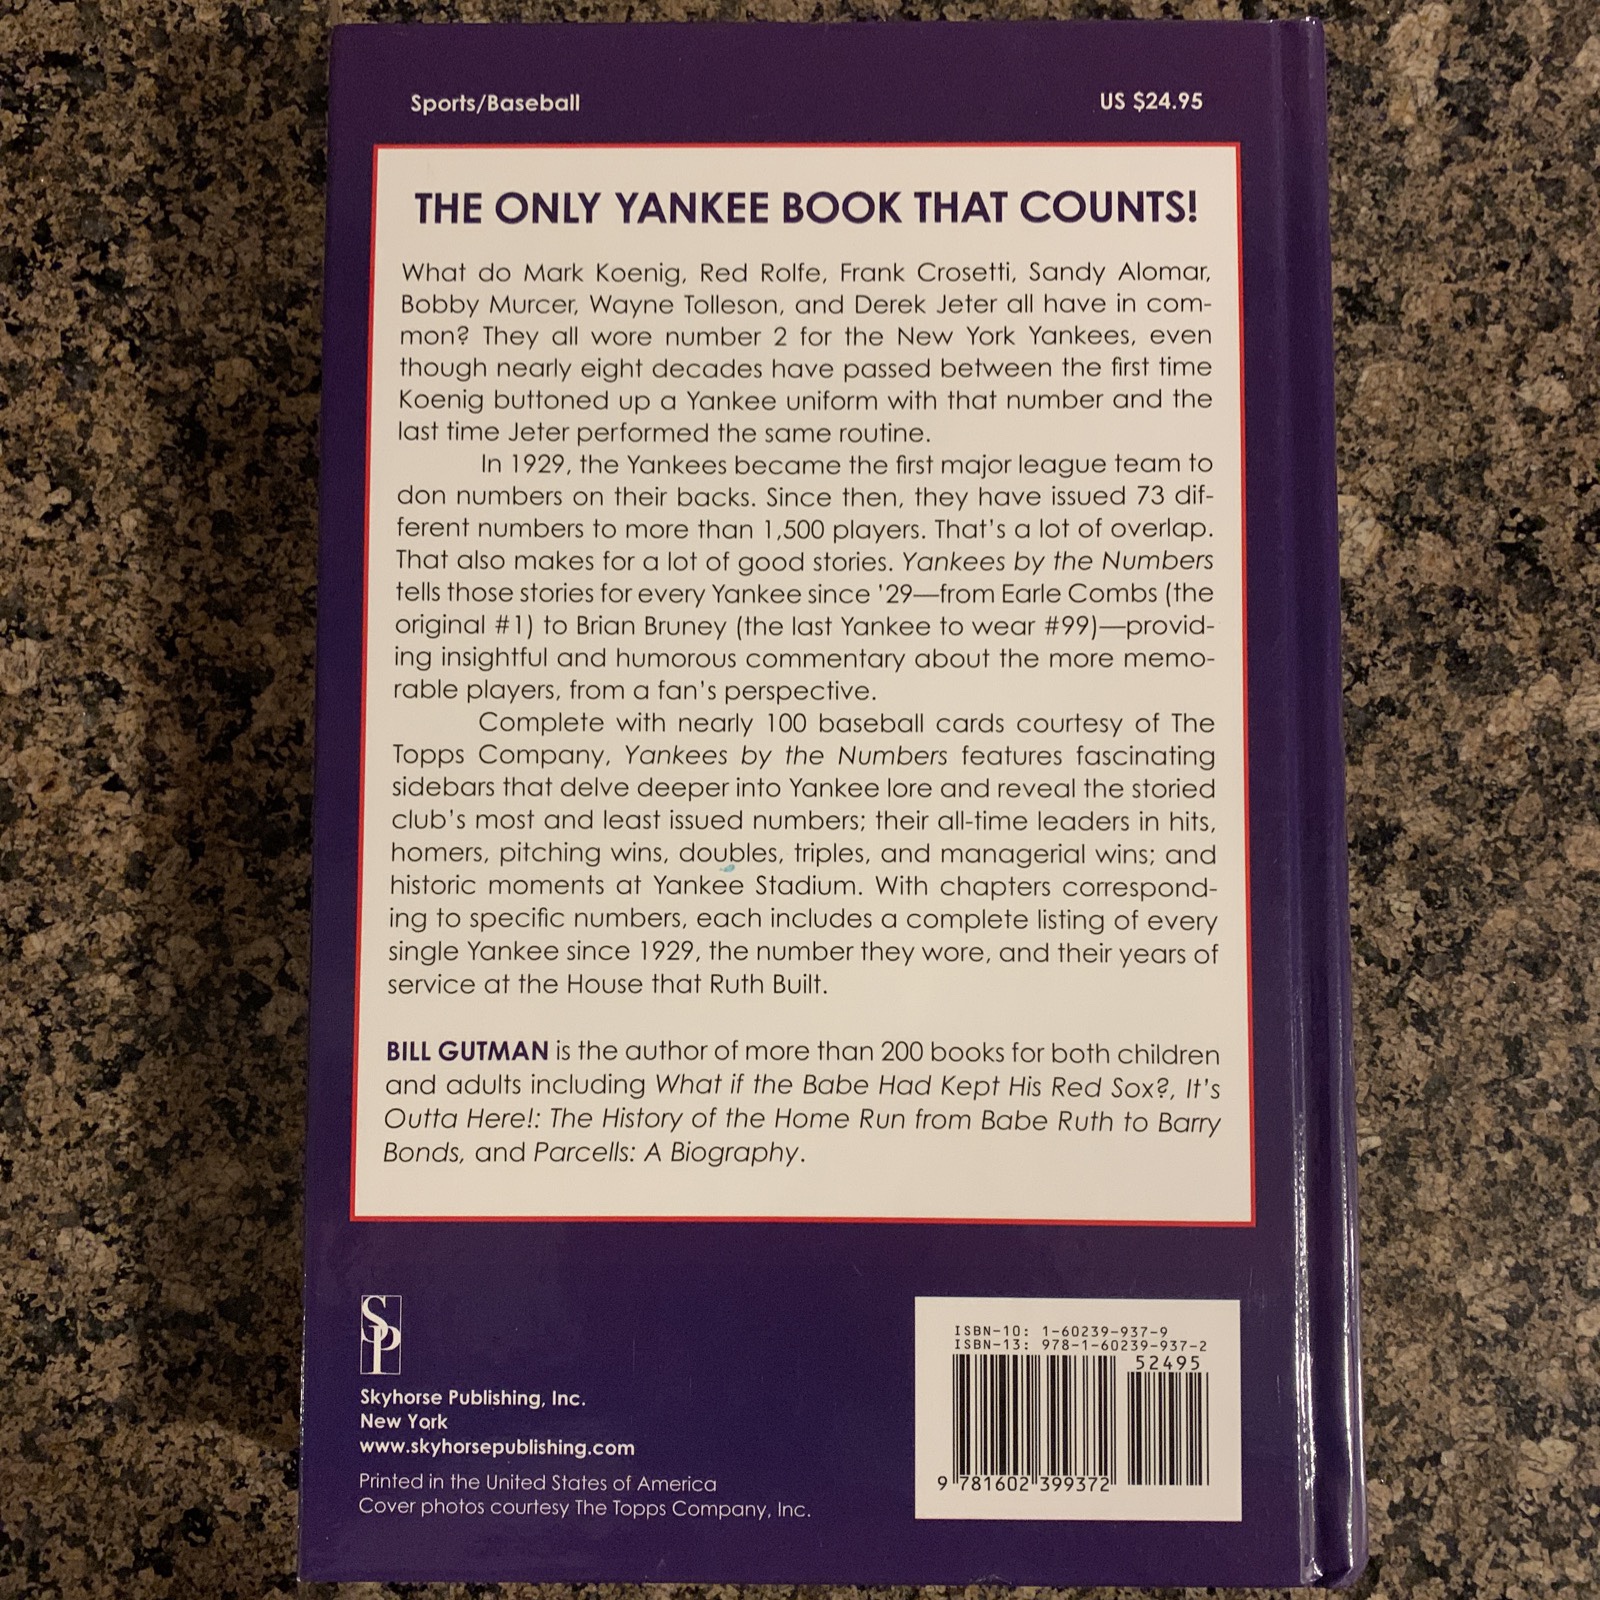 Sports/Baseball
US $24.95
THE ONLY YANKEE BOOK THAT COUNTS!
What do Mark Koenig, Red Rolfe, Frank Crosetti, Sandy Alomar,
Bobby Murcer, Wayne Tolleson, and Derek Jeter all have in com-
mon? They all wore number 2 for the New York Yankees, even
though nearly eight decades have passed between the first time
Koenig buttoned up a Yankee uniform with that number and the
last time Jeter performed the same routine.
In 1929, the Yankees became the first major league team to
don numbers on their backs. Since then, they have issued 73 dif-
ferent numbers to more than 1,500 players. That's a lot of overlap.
That also makes for a lot of good stories. Yankees by the Numbers
tells those stories for every Yankee since '29—from Earle Combs (the
original #1) to Brian Bruney (the last Yankee to wear #99)—provid-
ing insightful and humorous commentary about the more memo-
rable players, from a fan's perspective.
Complete with nearly 100 baseball cards courtesy of The
Topps Company, Yankees by the Numbers features fascinating
sidebars that delve deeper into Yankee lore and reveal the storied
club's most and least issued numbers; their all-time leaders in hits,
homers, pitching wins, doubles, triples, and managerial wins; and
historic moments at Yankee Stadium. With chapters correspond-
ing to specific numbers, each includes a complete listing of every
single Yankee since 1929, the number they wore, and their years of
service at the House that Ruth Built.
BILL GUTMAN is the author of more than 200 books for both children
and adults including What if the Babe Had Kept His Red Sox?, It's
Outta Here!: The History of the Home Run from Babe Ruth to Barry
Bonds, and Parcells: A Biography.
SP
Skyhorse Publishing, Inc.
New York
www.skyhorsepublishing.com
Printed in the United States of America
Cover photos courtesy The Topps Company, Inc.
ISBN-10: 1-60239-937-9
ISBN-13: 978-1-60239-937-2
52495
9 781602 399372